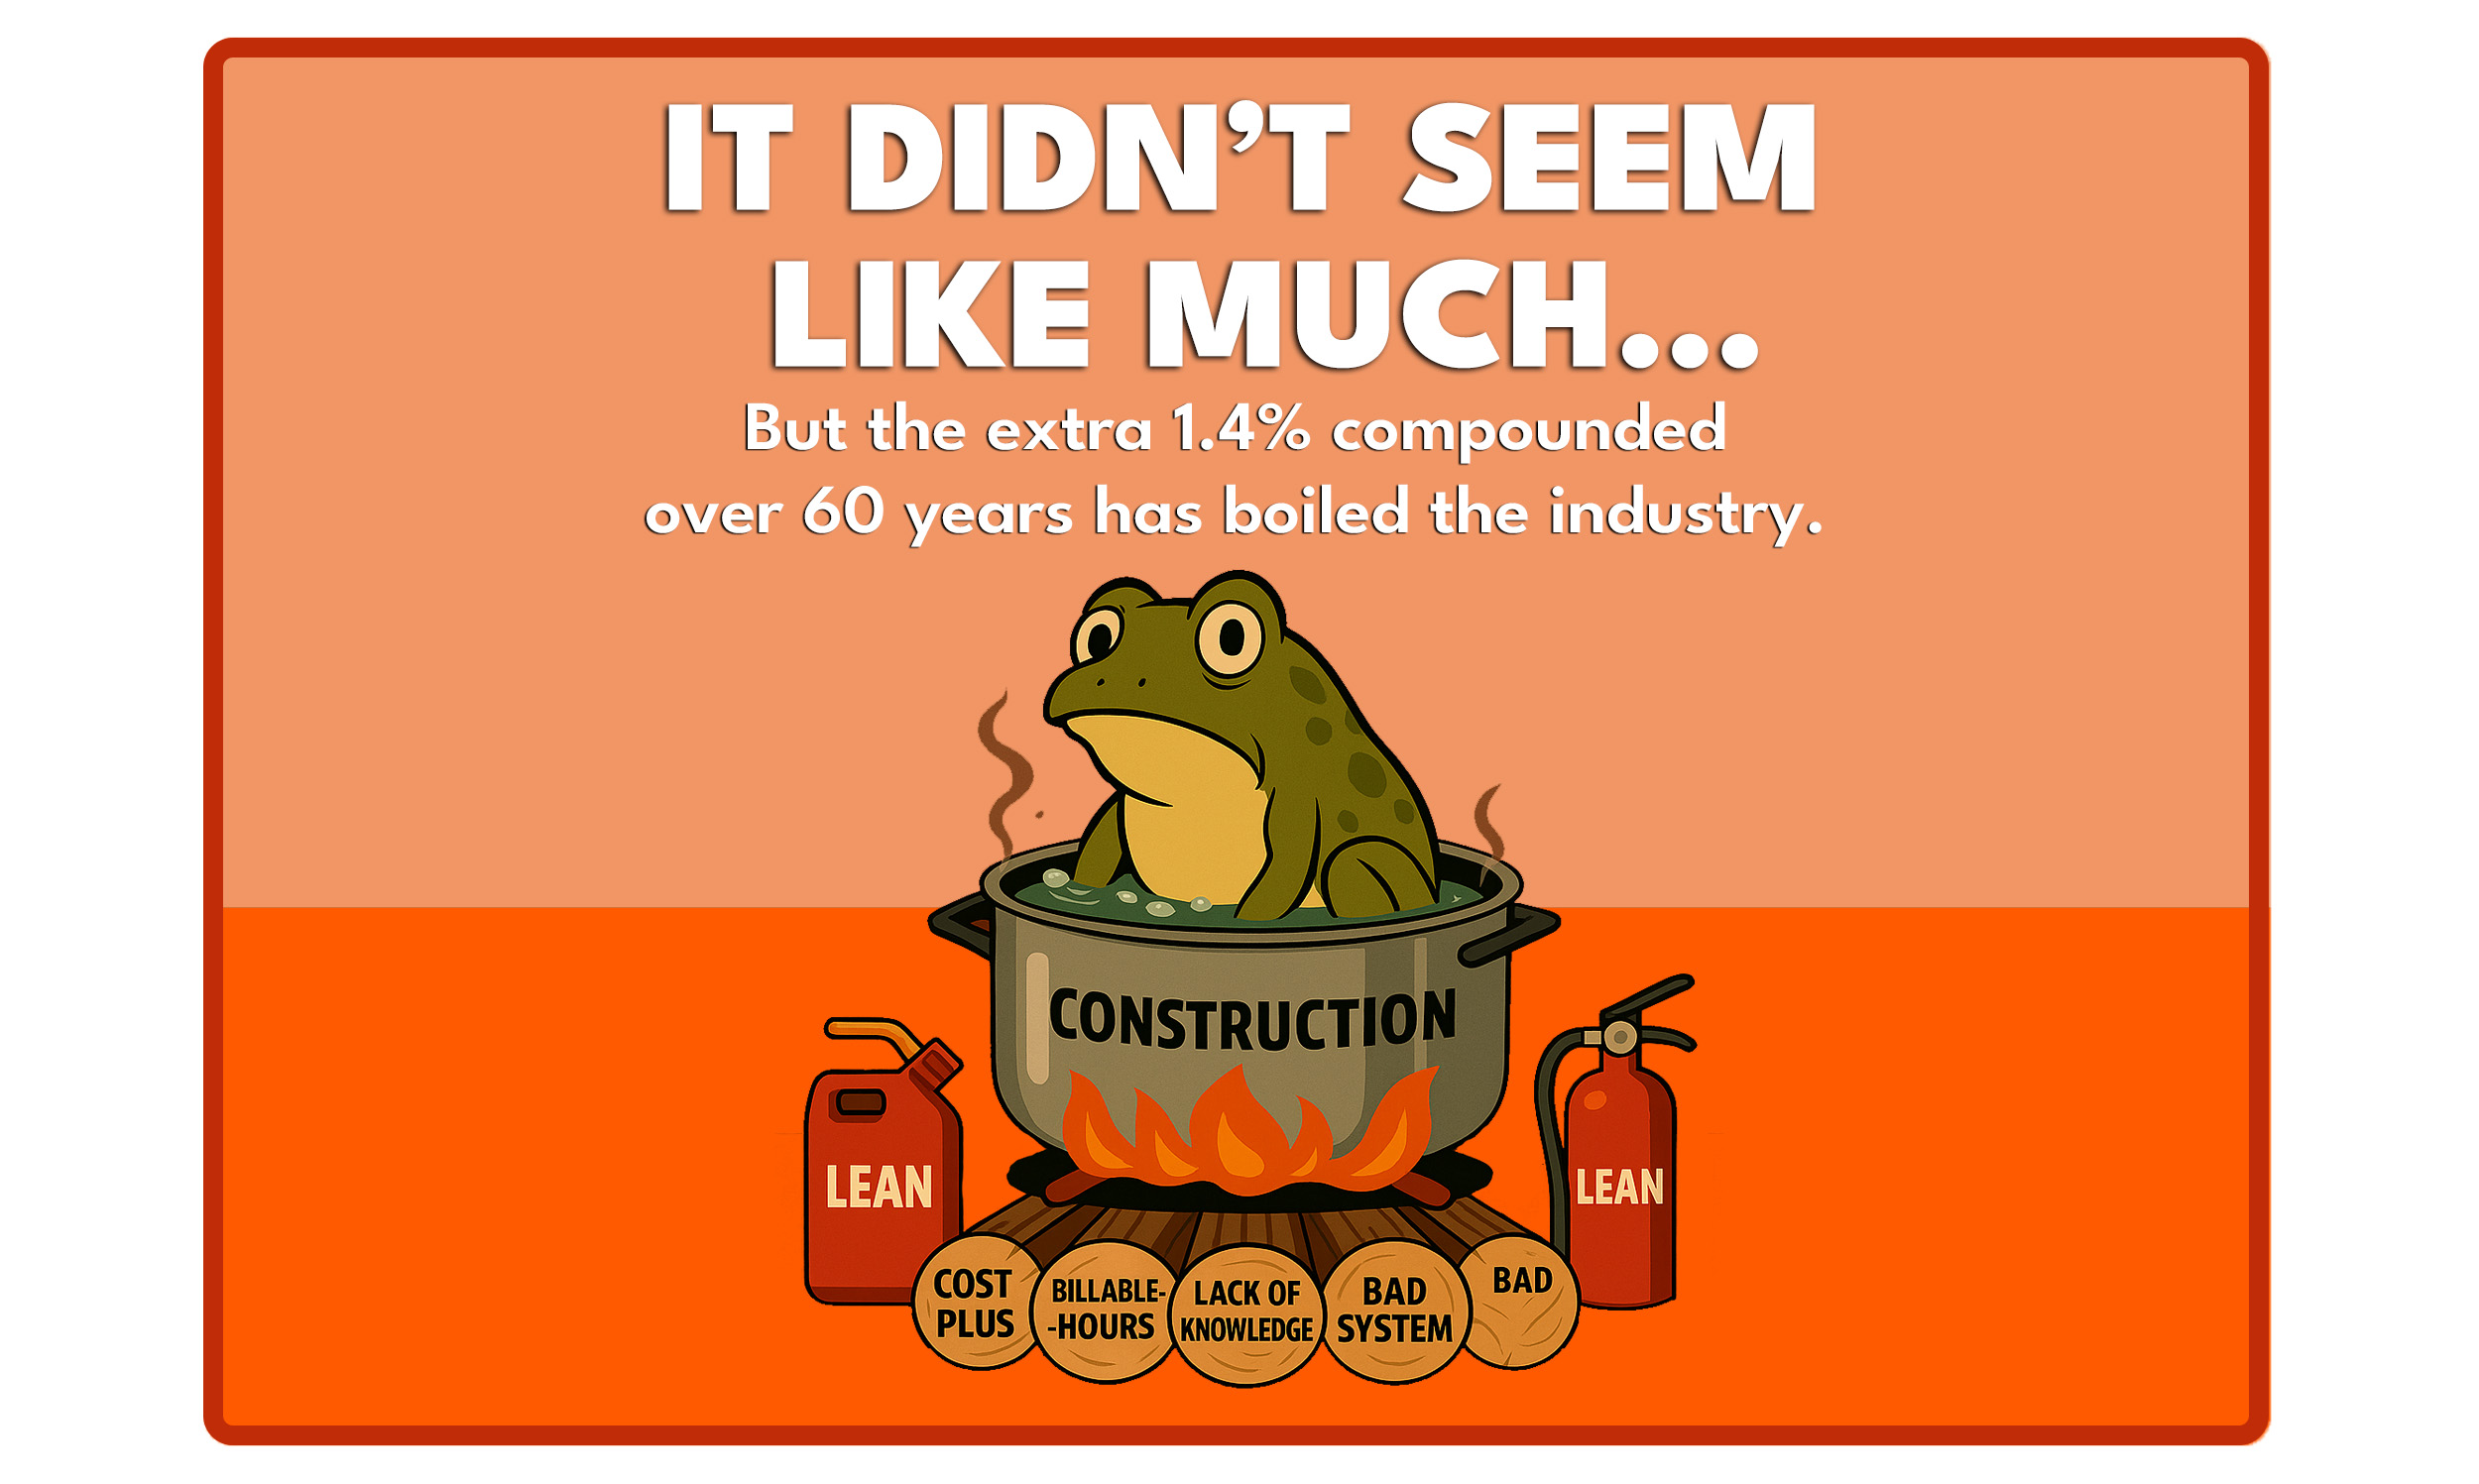 IT DIDN’T SEEM
LIKE MUCH...
But the extra 1.4% compounded
over 60 years has boiled the industry.
CONSTRUCTION
LEAN
LEAN
COST
PLUS
BILLABLE-
-HOURS
LACK OF
KNOWLEDGE
BAD
SYSTEM
BAD